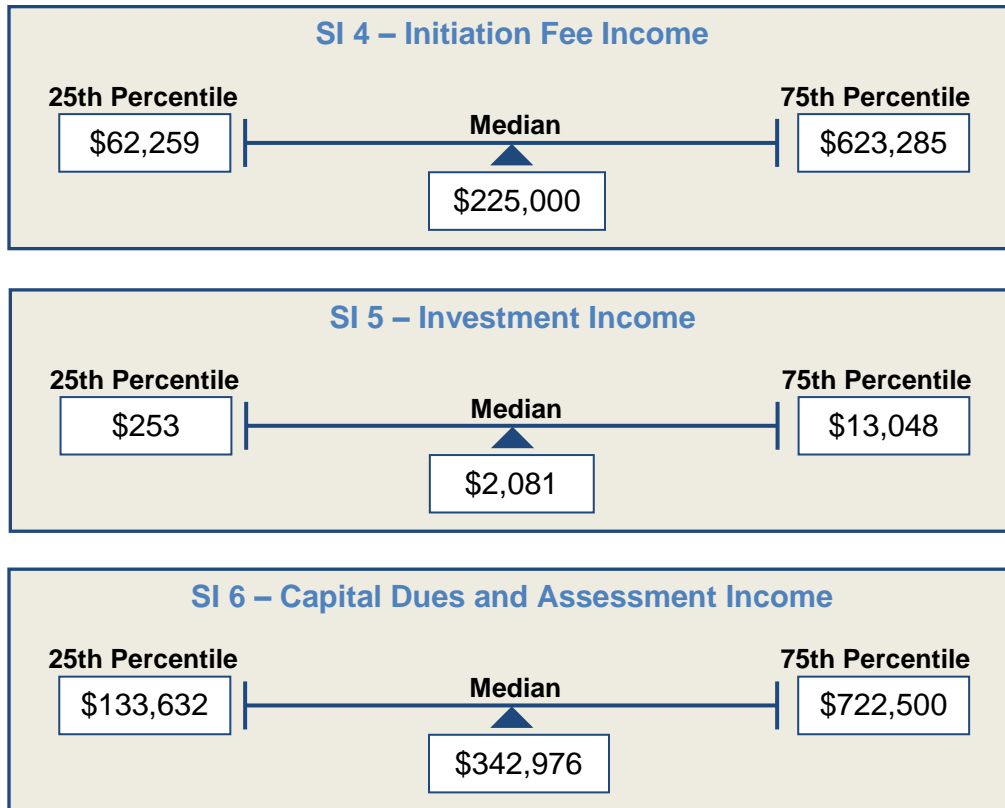 SI 4 – Initiation Fee Income
25th Percentile
75th Percentile
Median
$62,259
$623,285
$225,000
SI 5 – Investment Income
25th Percentile
75th Percentile
Median
$253
$13,048
$2,081
SI 6 – Capital Dues and Assessment Income
25th Percentile
75th Percentile
Median
$133,632
$722,500
$342,976